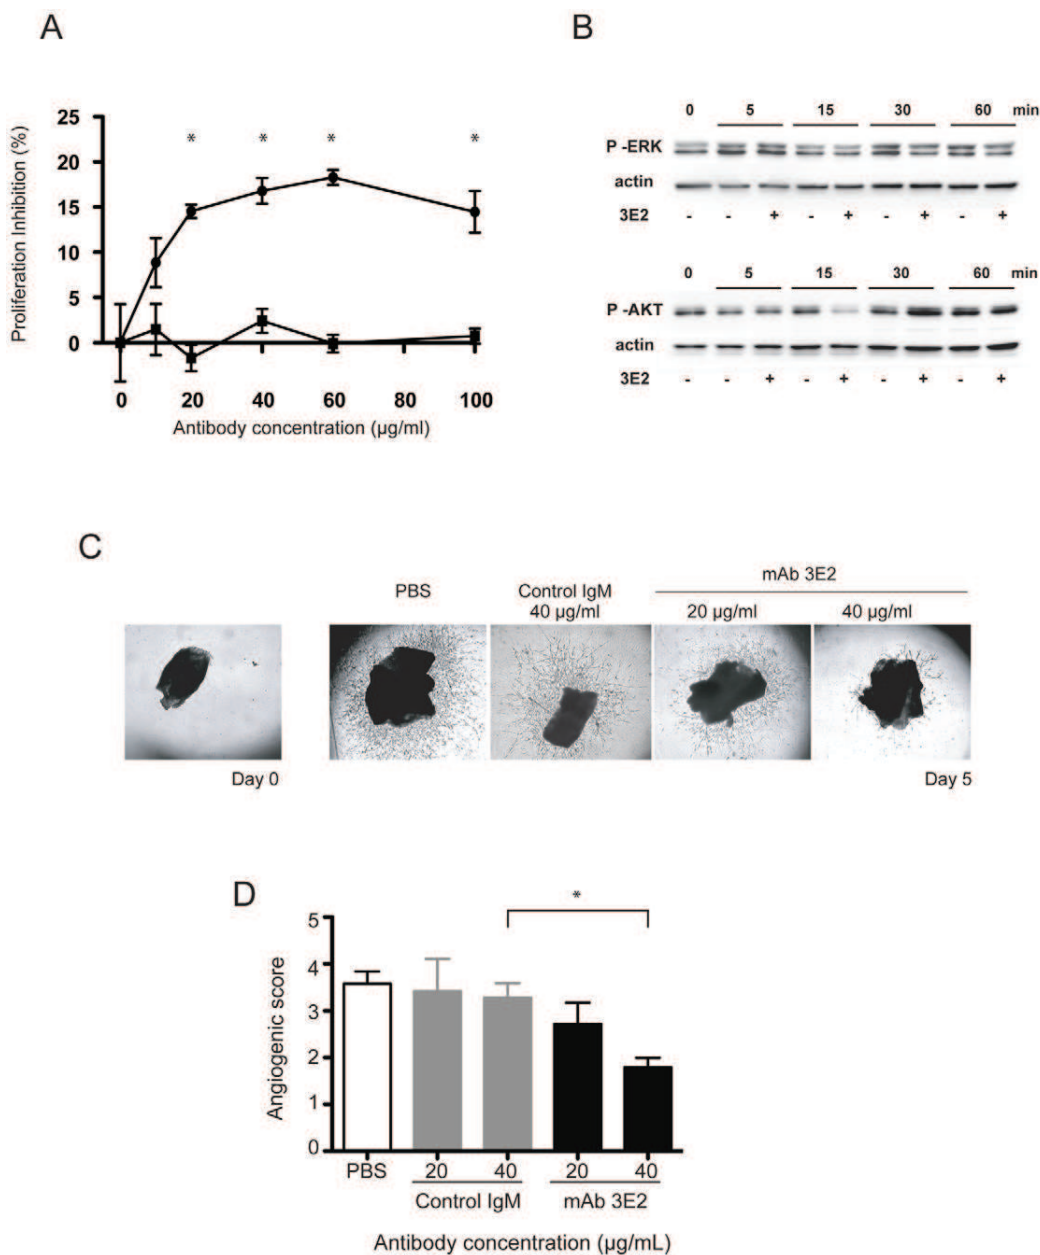 A
25
20
15
10
5
0
Proliferation Inhibition (%)
* * * *
0 20 40 60 80 100
Antibody concentration (µg/ml)
B
0 5 15 30 60 min
P -ERK
actin
3E2 - - + - + - + - +
0 5 15 30 60 min
P -AKT
actin
3E2 - - + - + - + - +
C
PBS
Control IgM
40 µg/ml
mAb 3E2
20 µg/ml 40 µg/ml
Day 0
Day 5
D
*
5
4
3
2
1
0
Angiogenic score
PBS 20 40 20 40
Control IgM mAb 3E2
Antibody concentration (µg/mL)